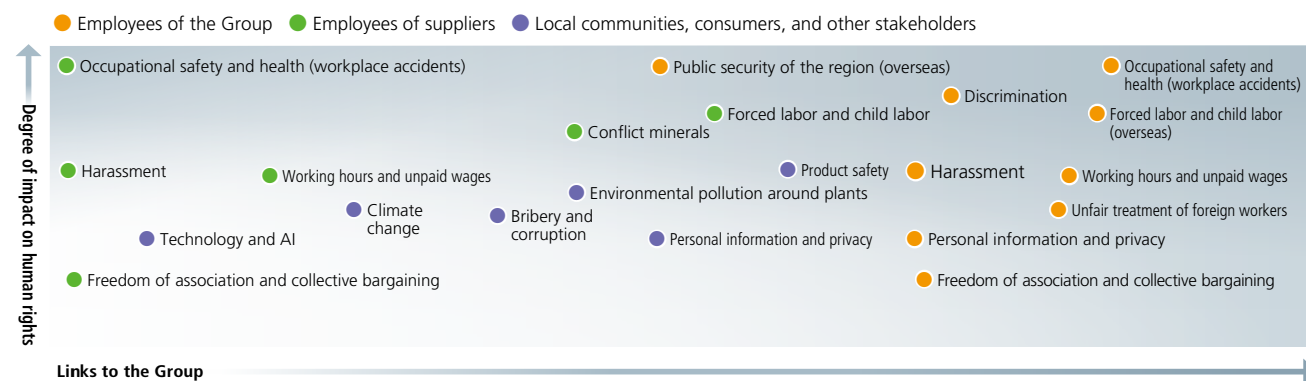 Employees of the Group Employees of suppliers Local communities, consumers, and other stakeholders
Degree of impact on human rights
Occupational safety and health (workplace accidents)
Public security of the region (overseas)
Occupational safety and
health (workplace accidents)
Discrimination
Forced labor and child labor
Forced labor and child labor
(overseas)
Conflict minerals
Harassment
Working hours and unpaid wages
Product safety
Harassment
Working hours and unpaid wages
Environmental pollution around plants
Climate
change
Bribery and
corruption
Unfair treatment of foreign workers
Technology and AI
Personal information and privacy
Personal information and privacy
Freedom of association and collective bargaining
Freedom of association and collective bargaining
Links to the Group